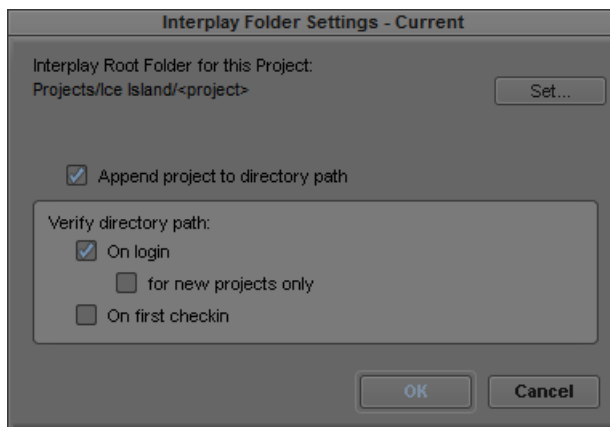 Interplay Folder Settings - Current
Interplay Root Folder for this Project:
Projects/Ice Island/<project>
Set...
Append project to directory path
Verify directory path:
On login
for new projects only
On first checkin
OK
Cancel